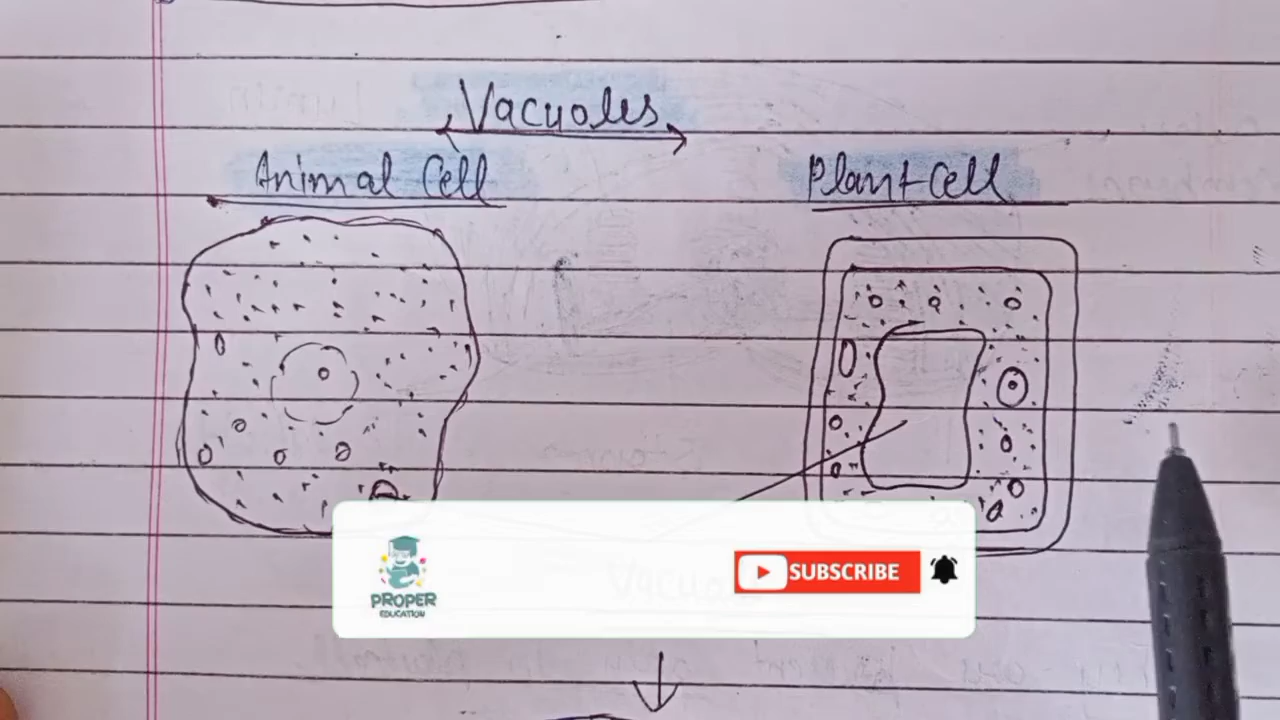 Vacuoles
Animal Cell
Plant Cell
PROPER
EDUCATION
SUBSCRIBE